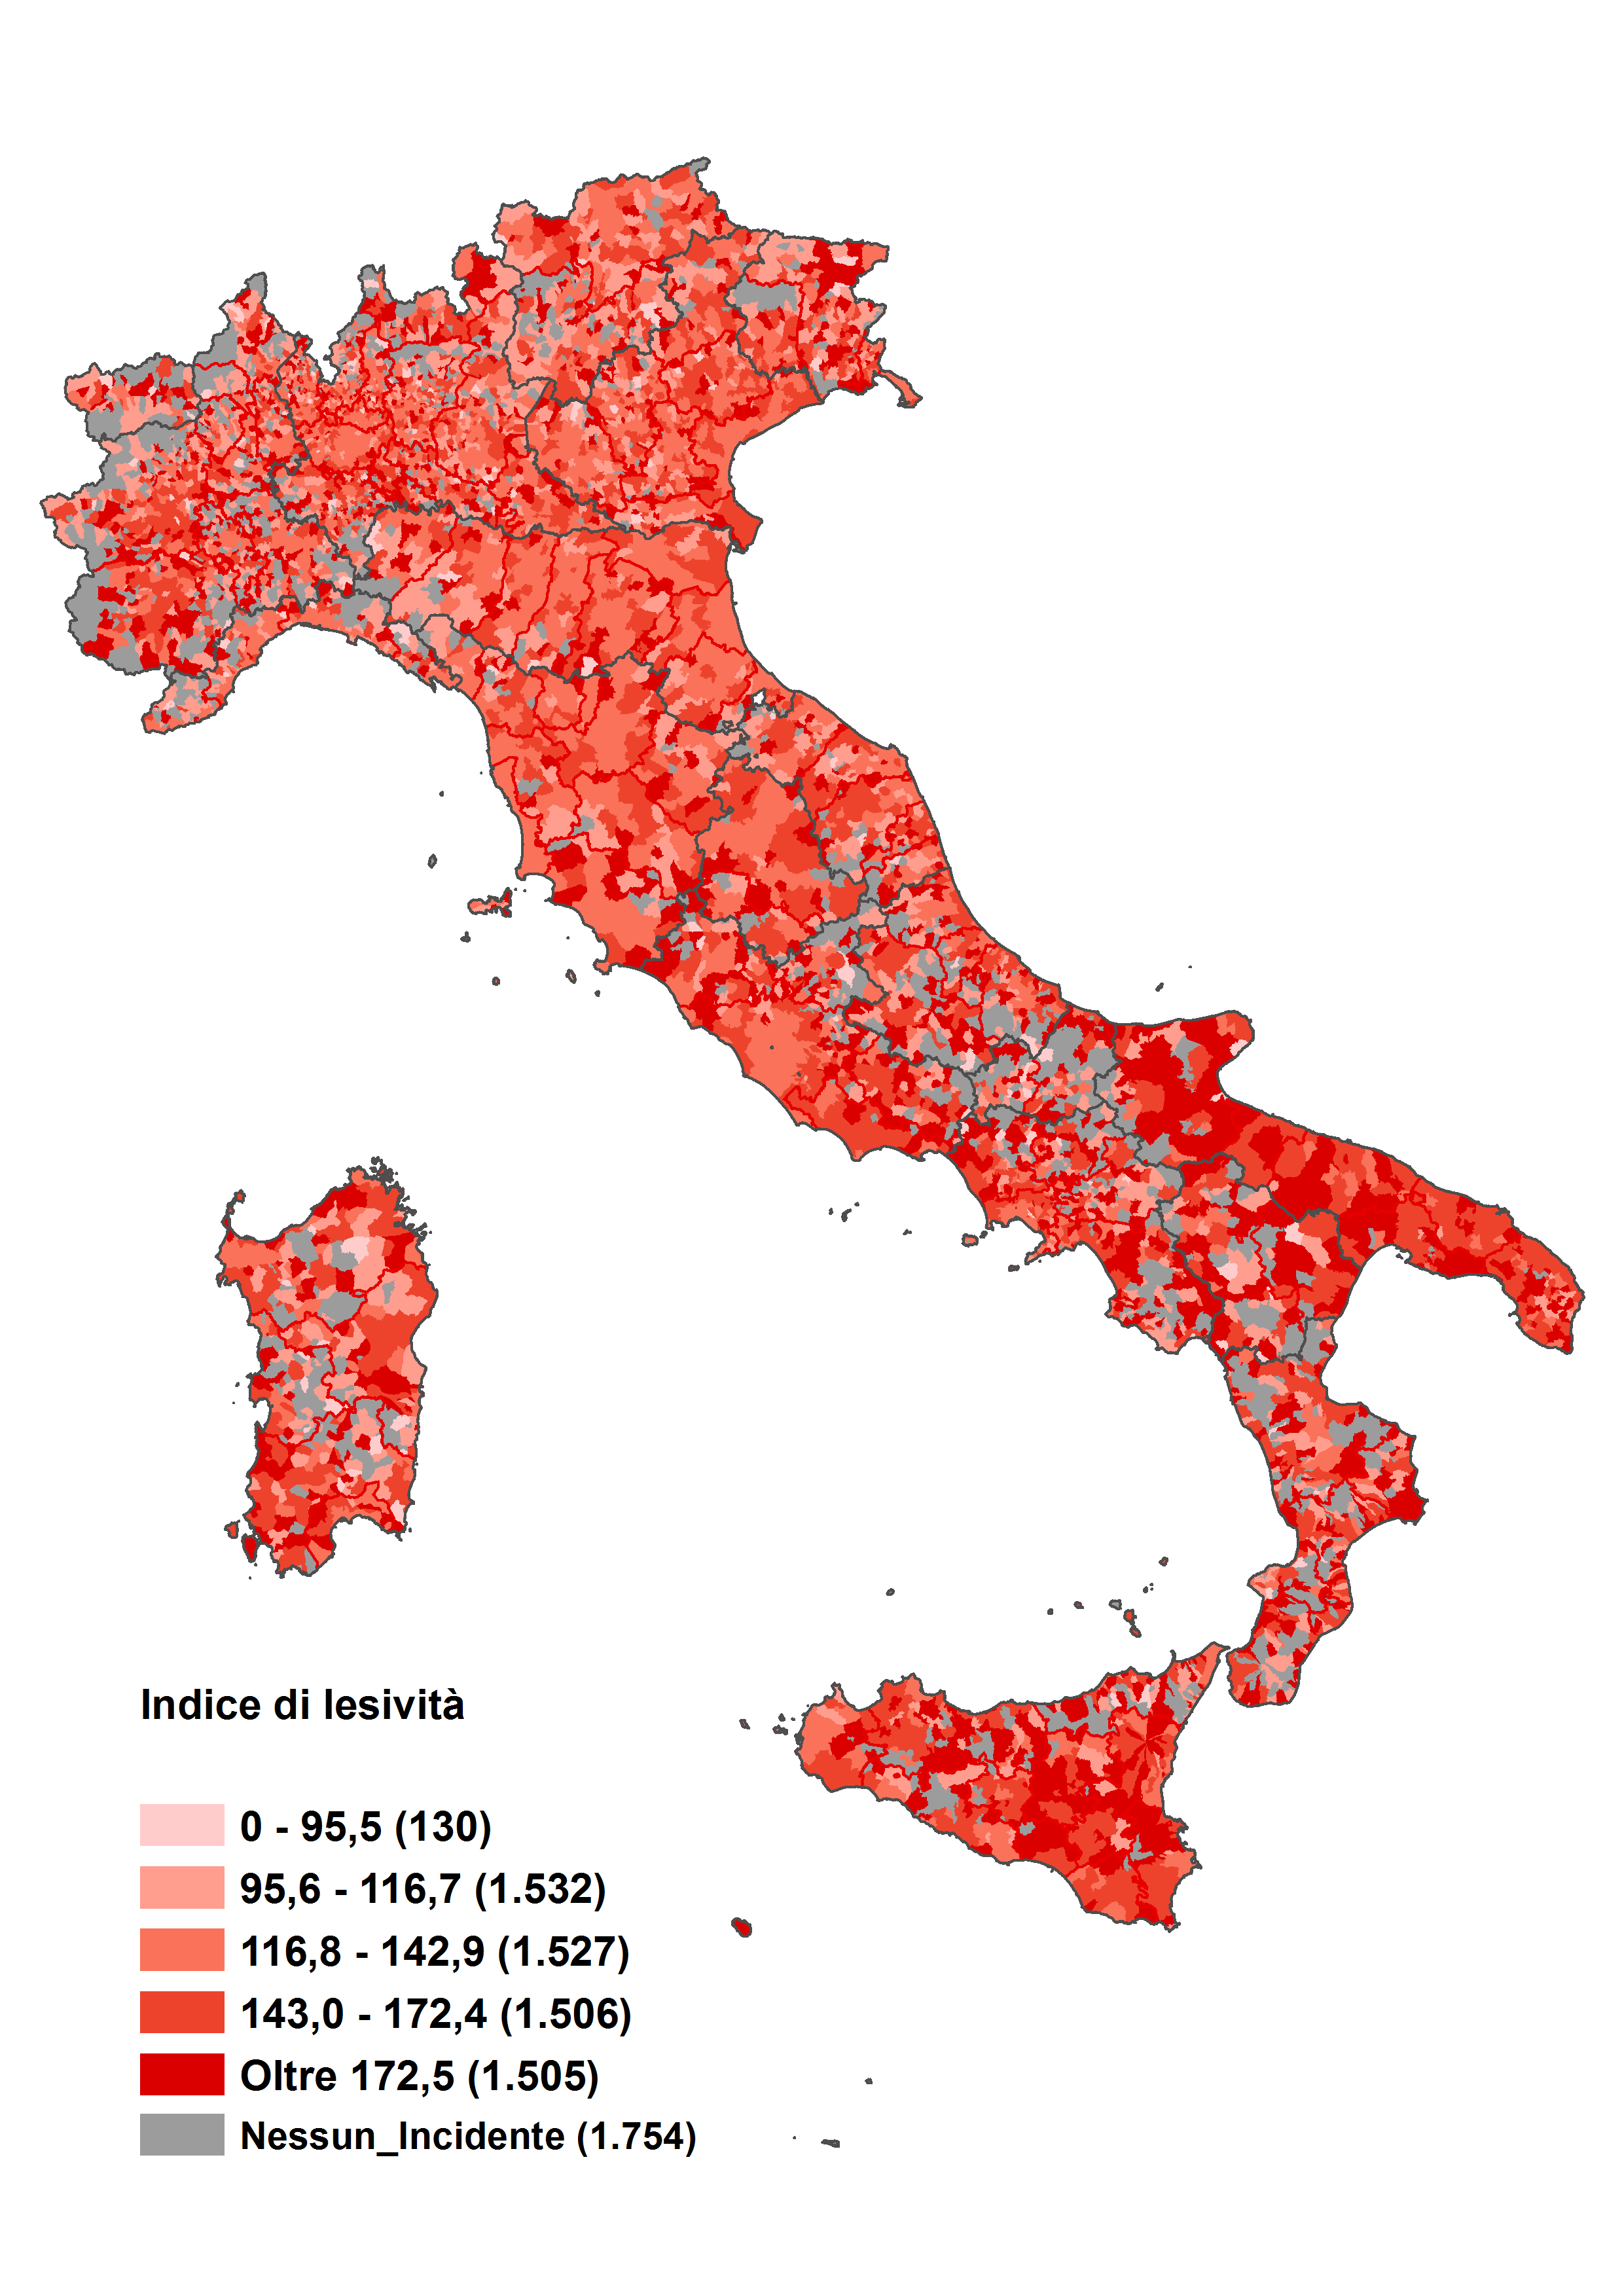 Indice di lesività
0 - 95,5 (130)
95,6 - 116,7 (1.532)
116,8 - 142,9 (1.527)
143,0 - 172,4 (1.506)
Oltre 172,5 (1.505)
Nessun_Incidente (1.754)